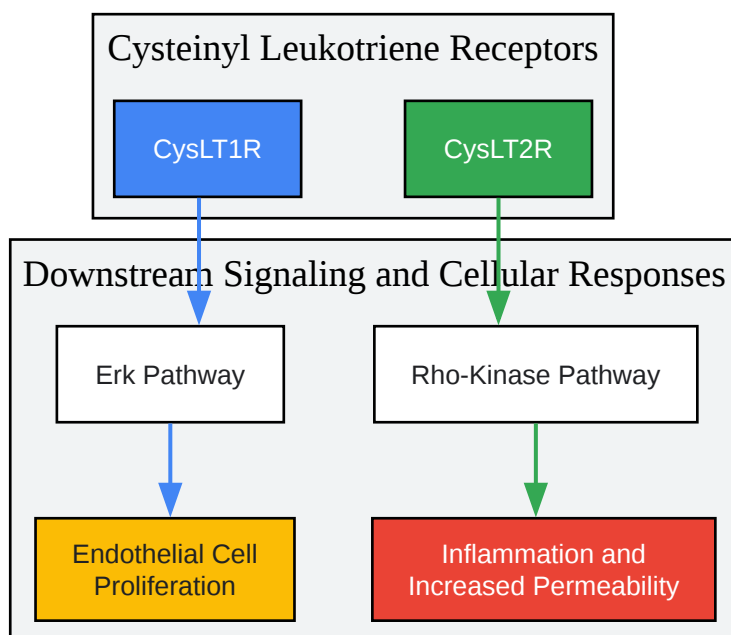 Cysteinyl Leukotriene Receptors
CysLT1R
CysLT2R
Downstream Signaling and Cellular Responses
Erk Pathway
Rho-Kinase Pathway
Endothelial Cell
Proliferation
Inflammation and
Increased Permeability